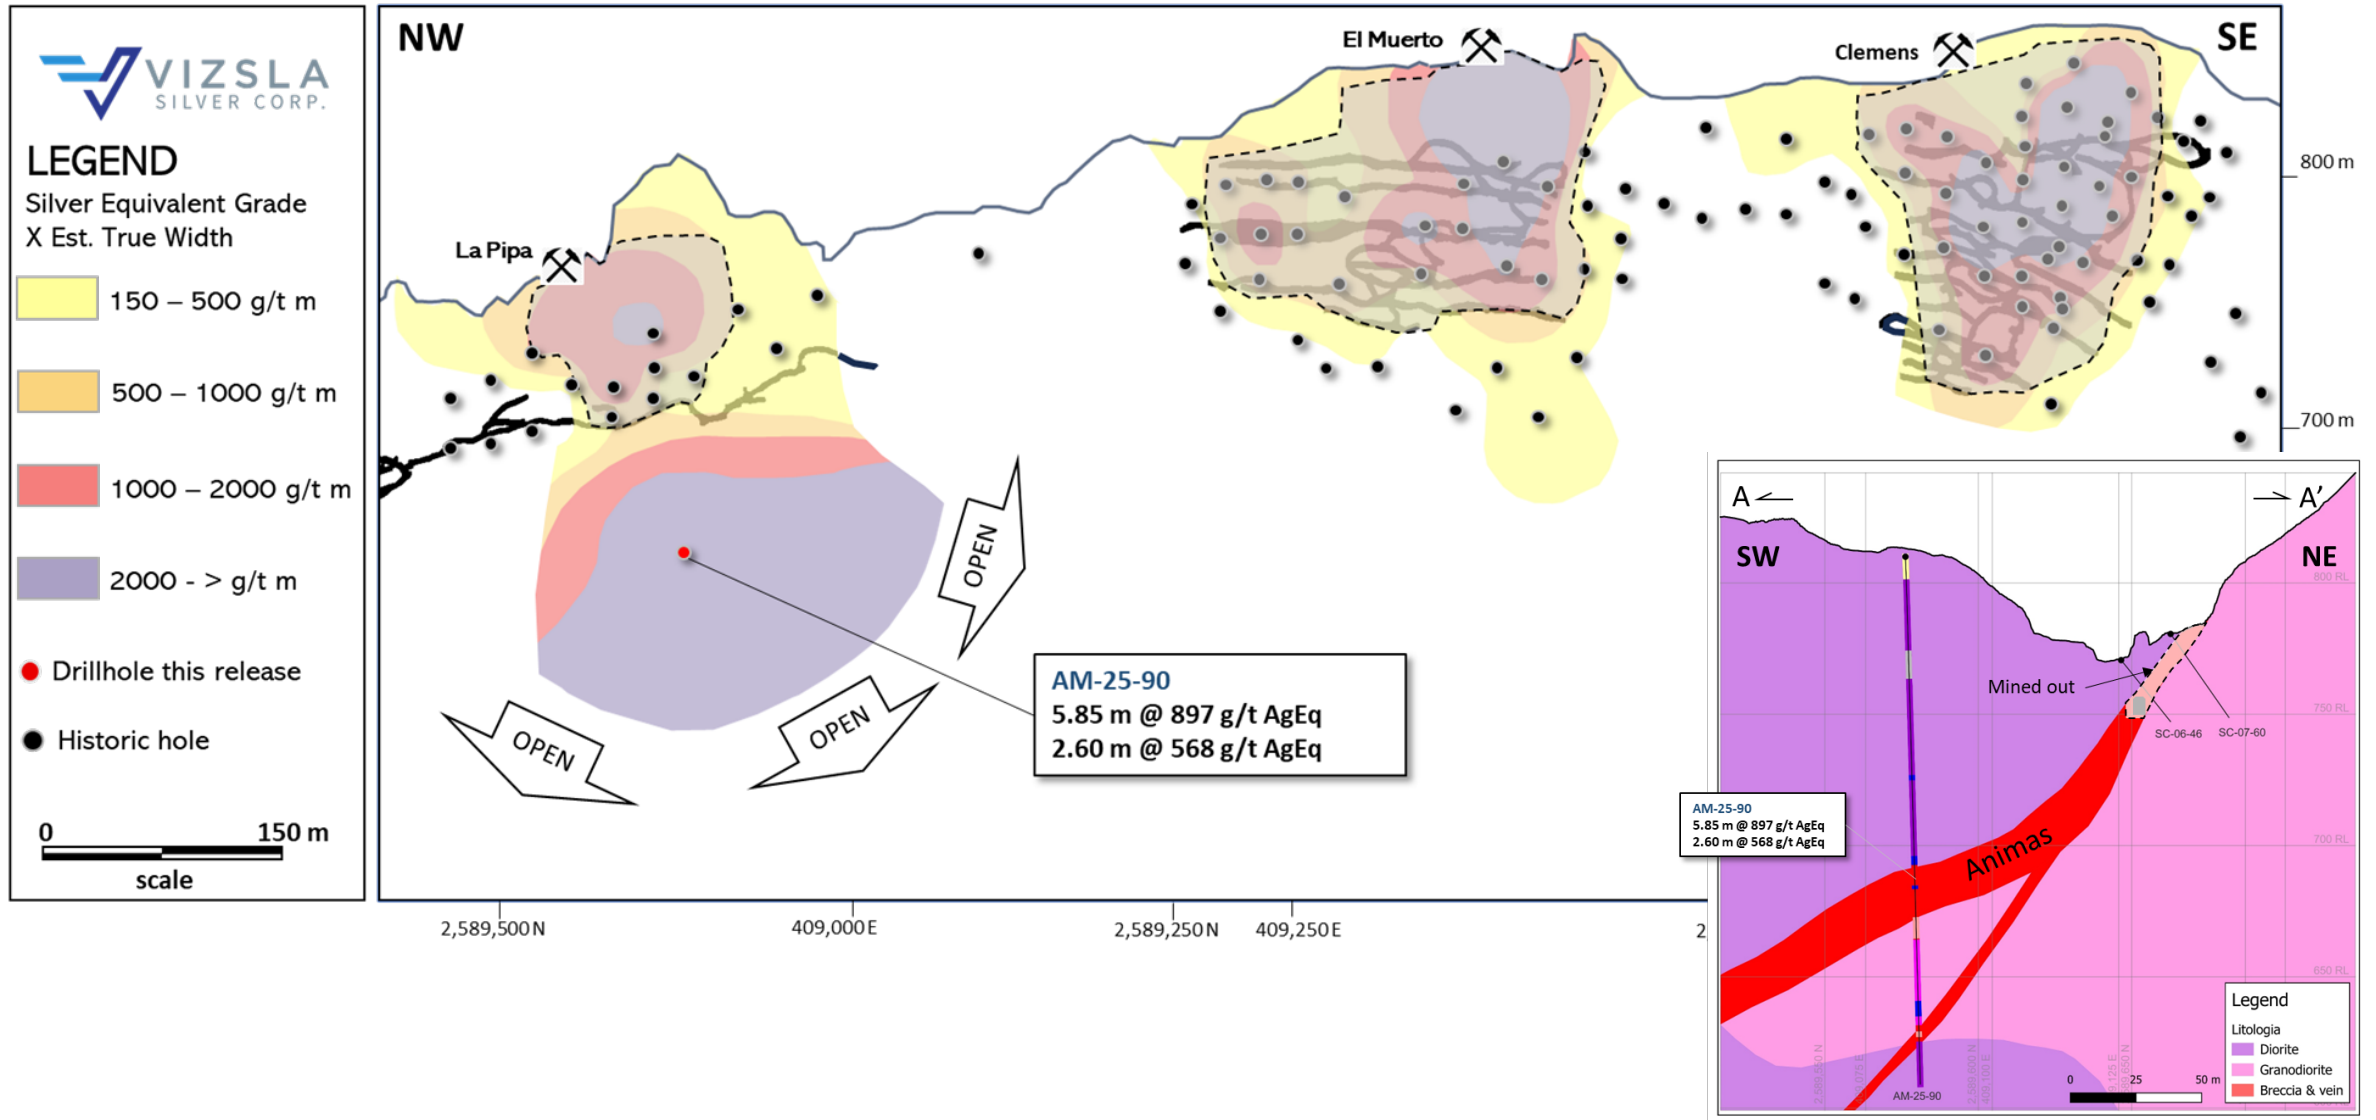 VIZSLA
SILVER CORP.
LEGEND
Silver Equivalent Grade
X Est. True Width
150 – 500 g/t m
500 – 1000 g/t m
1000 – 2000 g/t m
2000 - > g/t m
Drillhole this release
Historic hole
0 150 m
scale
NW
SE
La Pipa
El Muerto
Clemens
800 m
700 m
OPEN
OPEN
OPEN
AM-25-90
5.85 m @ 897 g/t AgEq
2.60 m @ 568 g/t AgEq
2,589,500N
409,000E
2,589,250N
409,250E
2
A
A’
SW
NE
800 RL
Mined out
750 RL
SC-06-46
SC-07-60
AM-25-90
5.85 m @ 897 g/t AgEq
2.60 m @ 568 g/t AgEq
700 RL
Animas
650 RL
Legend
Litologia
Diorite
Granodiorite
Breccia & vein
0 25 50 m
AM-25-90